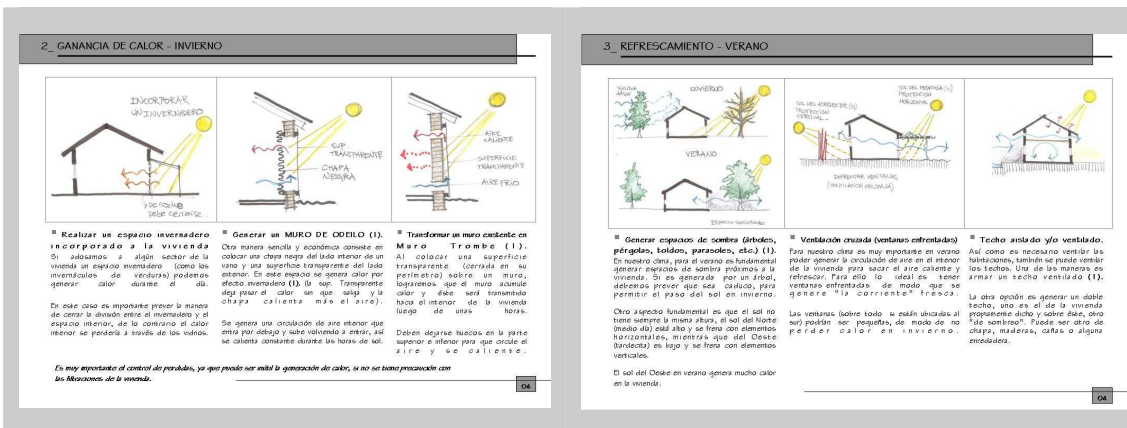 2_ GANANCIA DE CALOR - INVIERNO
INCORPORAR
UN INVERNADERO
DE NOCHE
DEBE CERRARSE..
SUP
TRANSPARENTE
CHAPA
NEGRA
AIRE
CALIENTE
SUPERFICIE
TRANSPARENTE
AIRE FRIO
Realizar un espacio invernadero
incorporado a la vivienda
Si adosamos a algún sector de la
vivienda un espacio invernadero (como los
invernáculos de verduras) podemos
generar calor durante el día.
En este caso es importante prever la manera
de cerrar la división entre el invernadero y el
espacio interior, de lo contrario el calor
interior se perdería a través de los vidrios.
Generar un MURO DE ODEILO (1).
Otra manera sencilla y económica consiste en
colocar una chapa negra del lado interior de un
vano y una superficie transparente del lado
exterior. En este espacio se genera calor por
efecto invernadero (1). (la sup. Transparente
deja pasar el calor sin que salga y la
chapa calienta más el aire).
Se genera una circulación de aire interior que
entra por debajo y sube volviendo a entrar, así
se calienta constante durante las horas de sol.
Transformar un muro existente en
Muro Trombe (1).
Al colocar una superficie
transparente (cerrada en su
perímetro) sobre un muro,
lograremos que el muro acumule
calor y éste será transmitido
hacia el interior de la vivienda
luego de unas horas.
Deben dejarse huecos en la parte
superior e inferior para que circule el
aire y se caliente.
Es muy importante el control de perdidas, ya que puede ser inútil la generación de calor, si no se tiene precaución con
las filtraciones de la vivienda.
04
3_ REFRESCAMIENTO - VERANO
INVIERNO
VERANO
SOL DEL ATARDECER (O)
PROTECCION
VERTICAL
SOL DEL MEDIODÍA (N)
PROTECCION
HORIZONTAL
ENFRENTAR VENTANAS
(VENTILACION CRUZADA)
Generar espacios de sombra (árboles,
pérgolas, toldos, parasoles, etc.) (1).
En nuestro clima, para el verano es fundamental
generar espacios de sombra próximos a la
vivienda. Si es generada por un árbol,
debemos prever que sea caduco, para
permitir el paso del sol en invierno.
Otro aspecto fundamental es que el sol no
tiene siempre la misma altura, el sol del Norte
(medio día) está alto y se frena con elementos
horizontales, mientras que del Oeste
(tardecita) es bajo y se frena con elementos
verticales.
El sol del Oeste en verano genera mucho calor
en la vivienda.
Ventilación cruzada (ventanas enfrentadas)
Para nuestro clima es muy importante en verano
poder generar la circulación de aire en el interior
de la vivienda para sacar el aire caliente y
refrescar. Para ello lo ideal es tener
ventanas enfrentadas de modo que se
genere "la corriente" fresca.
Las ventanas (sobre todo si están ubicadas al
sur) podrían ser pequeñas, de modo de no
perder calor en invierno.
Techo aislado y/o ventilado.
Así como es necesario ventilar las
habitaciones, también se puede ventilar
los techos. Una de las maneras es
armar un techo ventilado (1).
La otra opción es generar un doble
techo, uno es el de la vivienda
propiamente dicho y sobre éste, otro
"de sombreo". Puede ser otro de
chapa, maderas, cañas o alguna
enredadera.
04